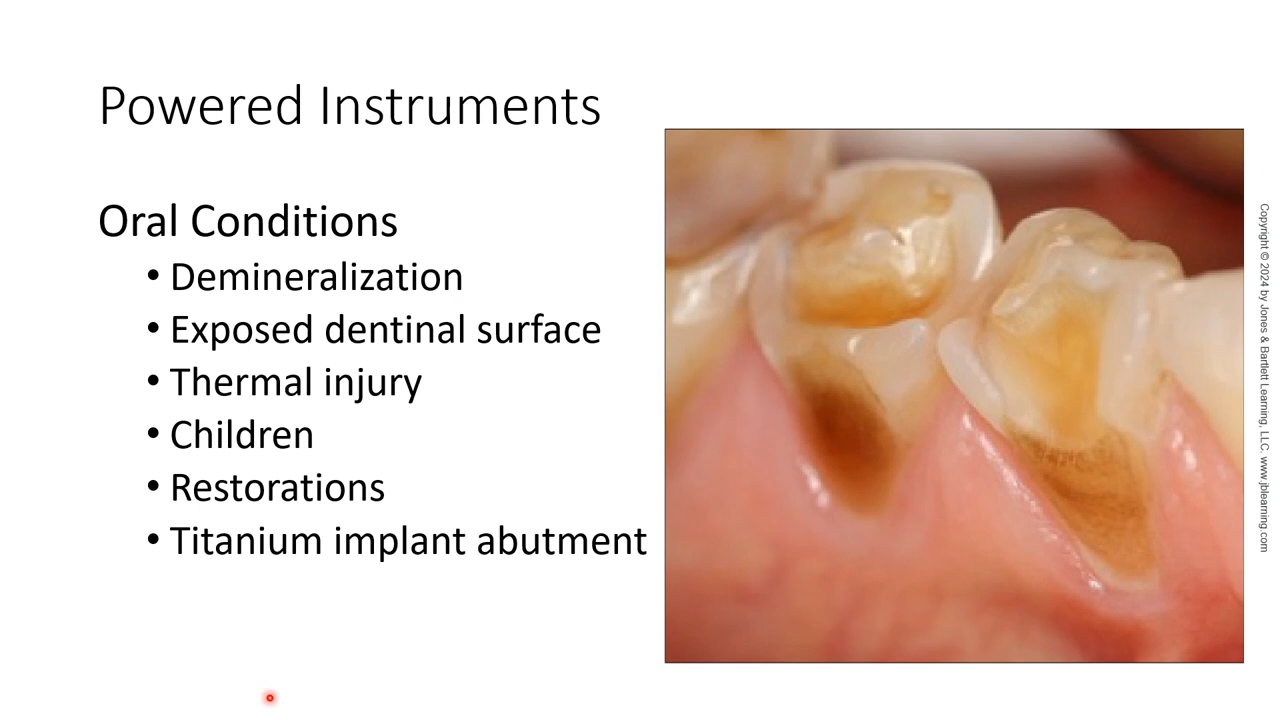 Powered Instruments
Oral Conditions
• Demineralization
• Exposed dentinal surface
• Thermal injury
• Children
• Restorations
• Titanium implant abutment
Copyright © 2024 by Jones & Bartlett Learning, LLC. www.jblearning.com